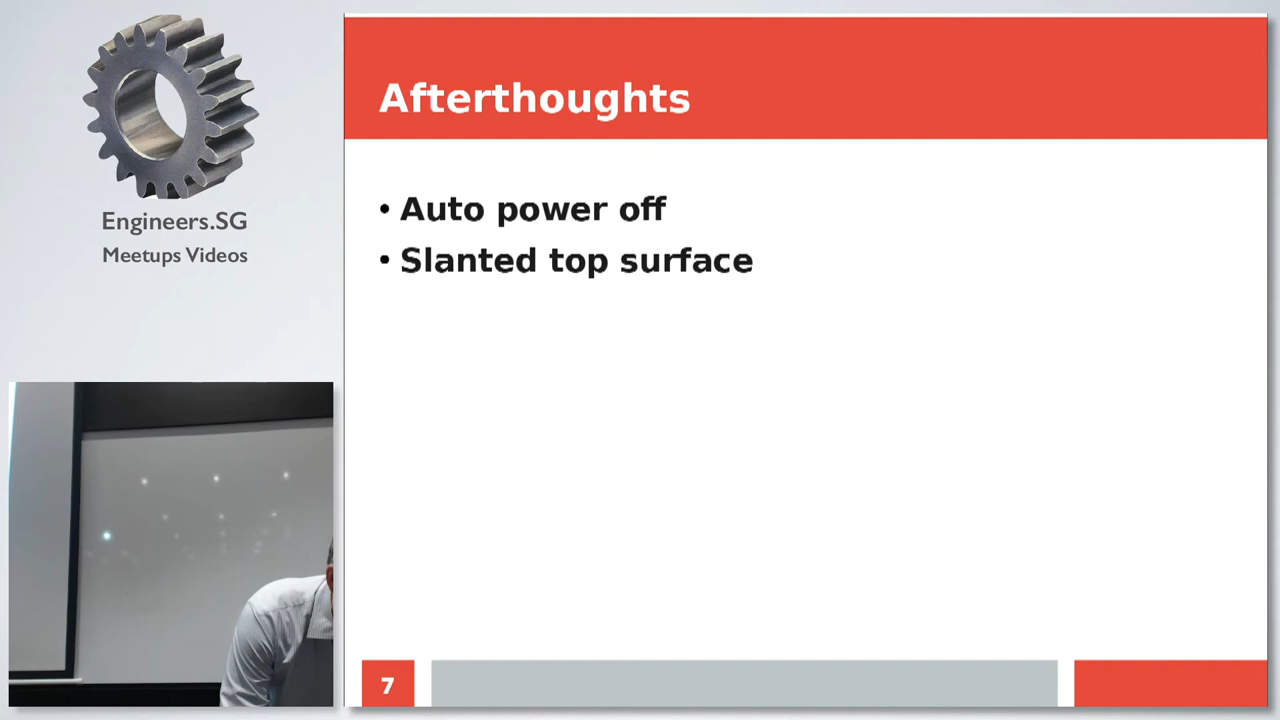 Engineers.SG
Meetups Videos
Afterthoughts
• Auto power off
• Slanted top surface
7